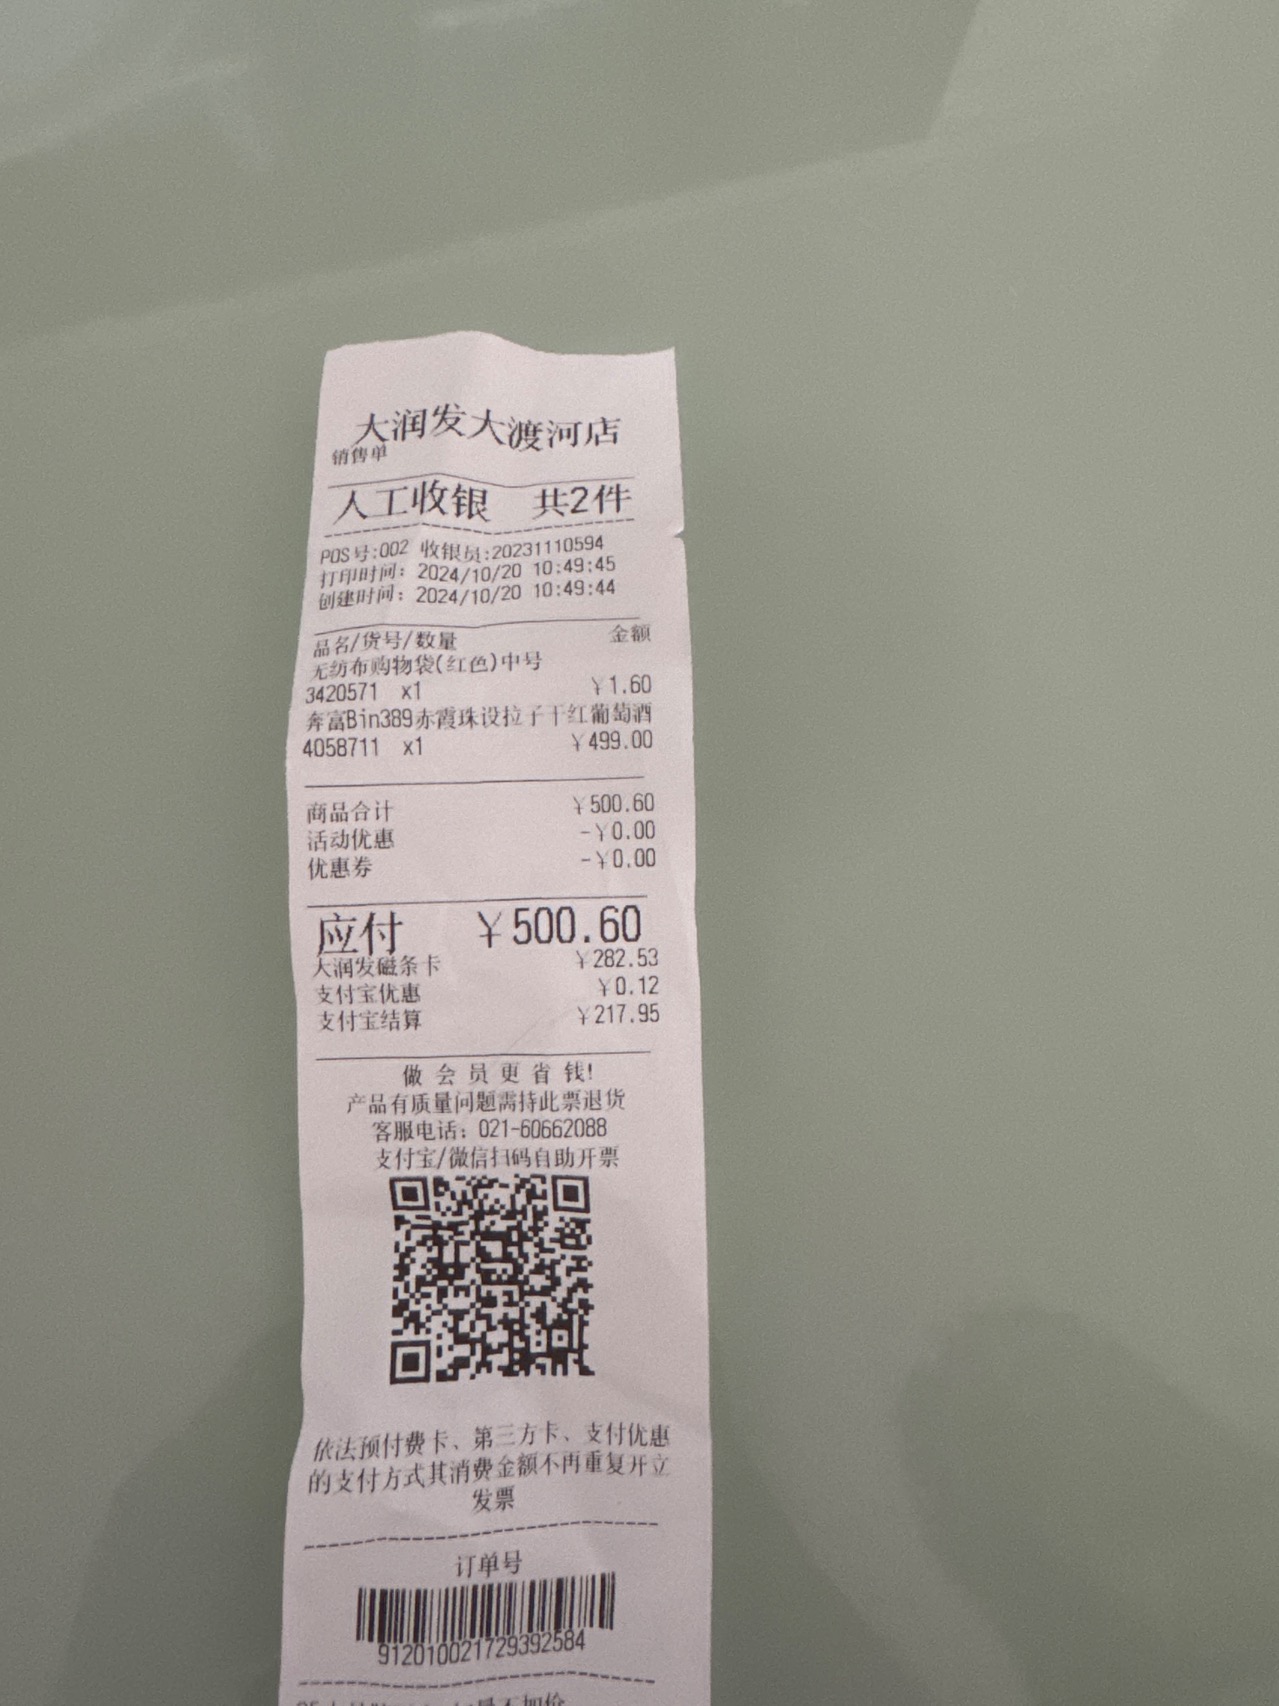 大润发大渡河店
销售单
人工收银 共2件
POS号:002 收银员:20231110594
打印时间: 2024/10/20 10:49:45
创建时间: 2024/10/20 10:49:44
品名/货号/数量 金额
无纺布购物袋(红色)中号
3420571 x1 ¥1.60
奔富Bin389赤霞珠设拉子干红葡萄酒
4058711 x1 ¥499.00
商品合计 ¥500.60
活动优惠 -¥0.00
优惠券 -¥0.00
应付 ¥500.60
大润发磁条卡 ¥282.53
支付宝优惠 ¥0.12
支付宝结算 ¥217.95
做会员更省钱!
产品有质量问题需持此票退货
客服电话: 021-60662088
支付宝/微信扫码自助开票
依法预付费卡、第三方卡、支付优惠
的支付方式其消费金额不再重复开立
发票
订单号
912010021729392584